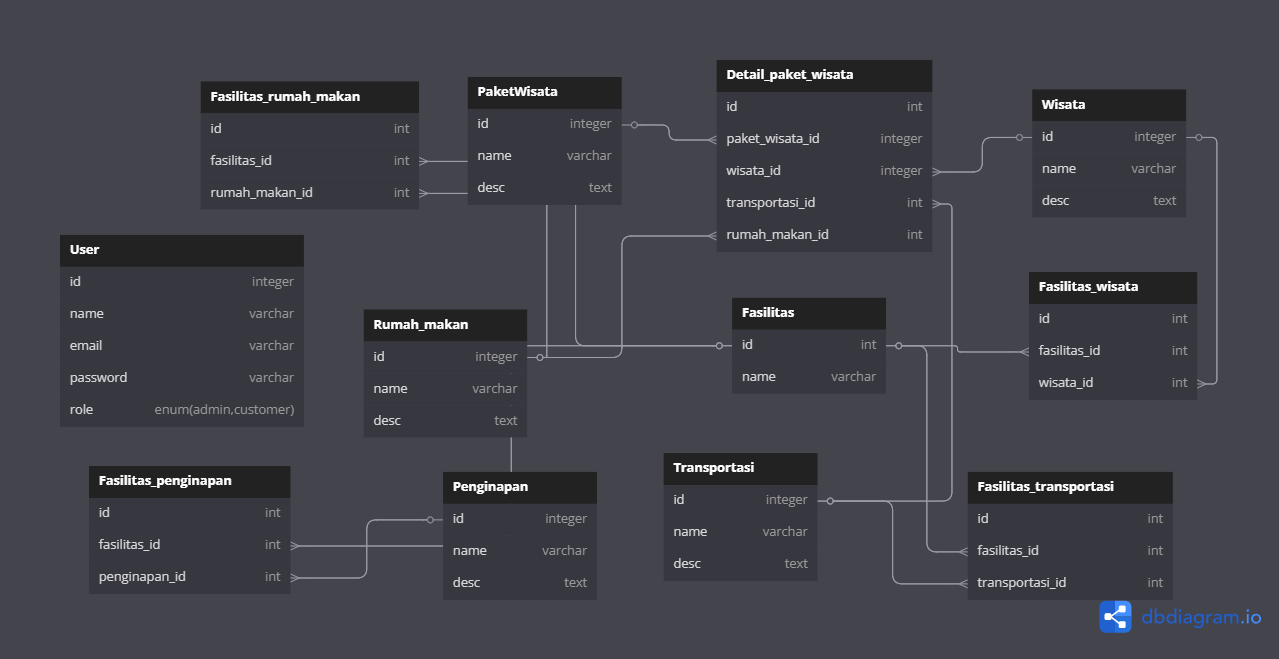 Fasilitas_rumah_makan
id int
fasilitas_id int
rumah_makan_id int
PaketWisata
id integer
name varchar
desc text
Detail_paket_wisata
id int
paket_wisata_id integer
wisata_id integer
transportasi_id int
rumah_makan_id int
Wisata
id integer
name varchar
desc text
User
id integer
name varchar
email varchar
password varchar
role enum(admin,customer)
Rumah_makan
id integer
name varchar
desc text
Fasilitas
id int
name varchar
Fasilitas_wisata
id int
fasilitas_id int
wisata_id int
Fasilitas_penginapan
id int
fasilitas_id int
penginapan_id int
Penginapan
id integer
name varchar
desc text
Transportasi
id integer
name varchar
desc text
Fasilitas_transportasi
id int
fasilitas_id int
transportasi_id int
dbdiagram.io